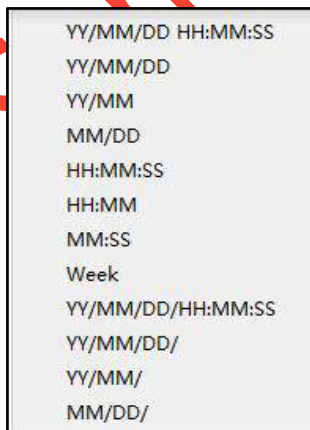 YY/MM/DD HH:MM:SS
YY/MM/DD
YY/MM
MM/DD
HH:MM:SS
HH:MM
MM:SS
Week
YY/MM/DD/HH:MM:SS
YY/MM/DD/
YY/MM/
MM/DD/